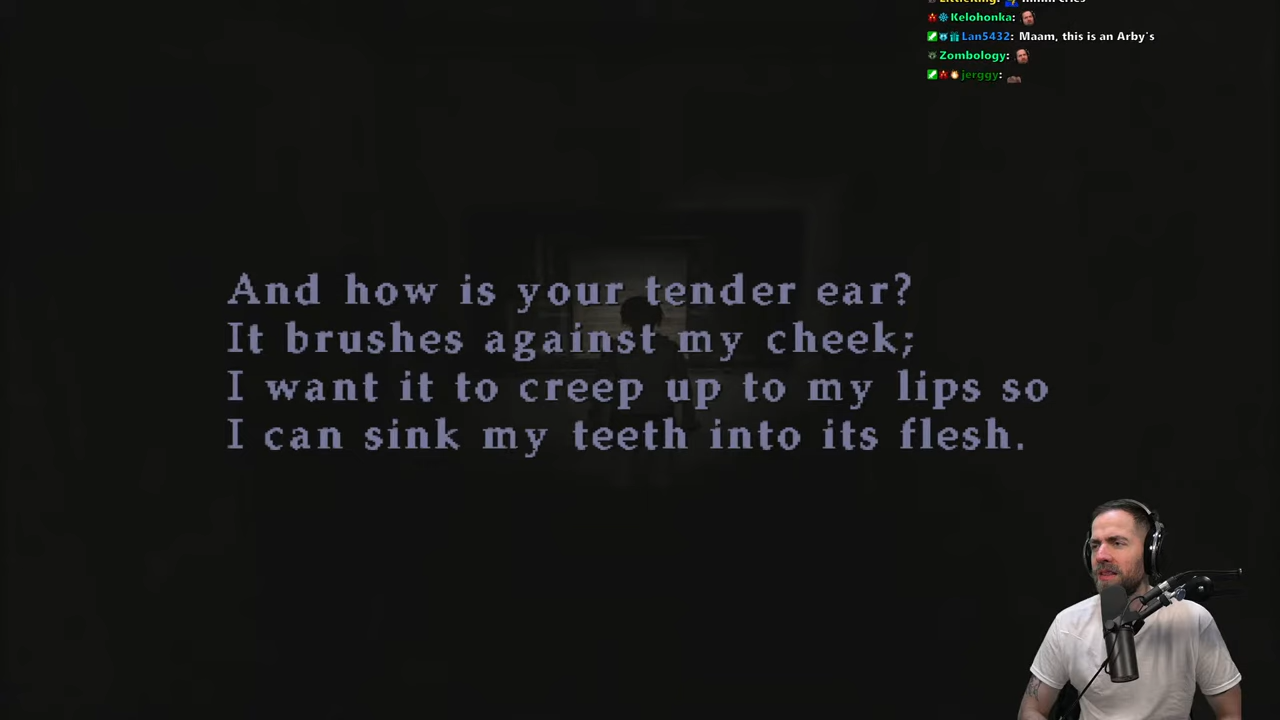 Kelohonka:
Lan5432: Maam, this is an Arby's
Zombology:
jerggy:
And how is your tender ear?
It brushes against my cheek;
I want it to creep up to my lips so
I can sink my teeth into its flesh.